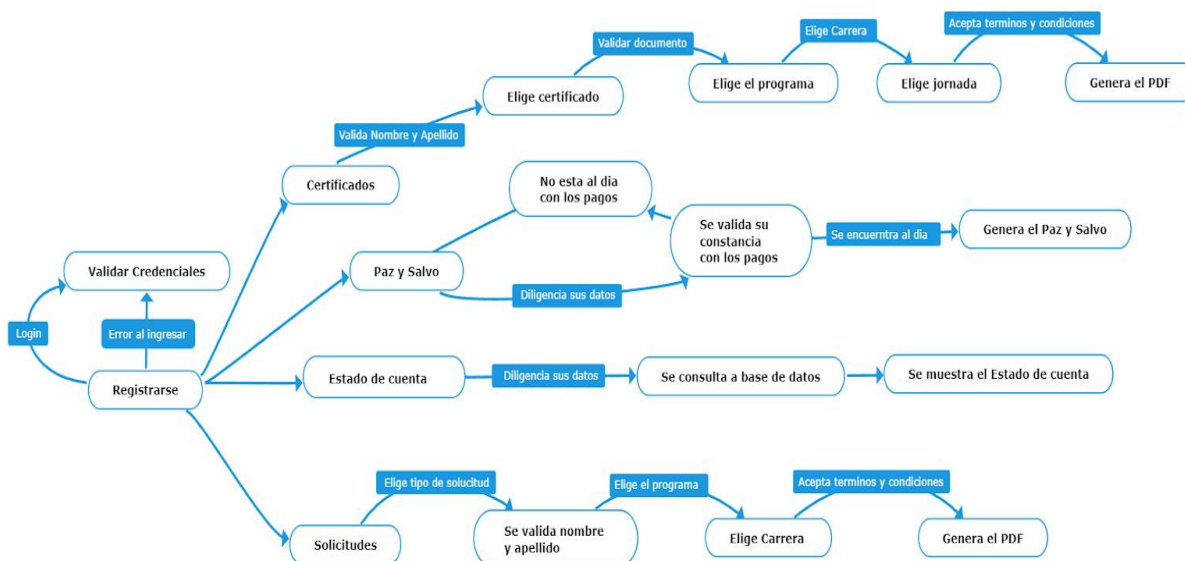 Acepta terminos y condiciones
Elige Carrera
Validar documento
Elige certificado
Elige el programa
Elige jornada
Genera el PDF
Valida Nombre y Apellido
Certificados
No esta al dia
con los pagos
Se valida su
constancia
con los pagos
Se encuerntra al dia
Genera el Paz y Salvo
Validar Credenciales
Paz y Salvo
Diligencia sus datos
Login
Error al ingresar
Registrarse
Estado de cuenta
Diligencia sus datos
Se consulta a base de datos
Se muestra el Estado de cuenta
Elige tipo de solucitud
Elige el programa
Acepta terminos y condiciones
Solicitudes
Se valida nombre
y apellido
Elige Carrera
Genera el PDF